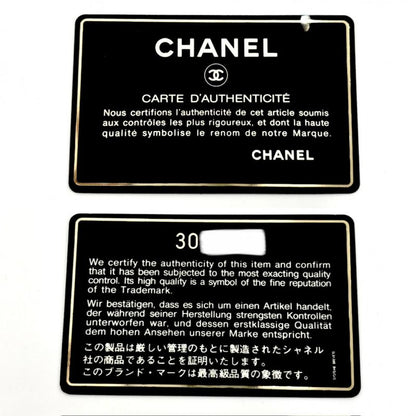 CHANEL
CARTE D'AUTHENTICITÉ
Nous certifions l'authenticité de cet article soumis
aux contrôles les plus rigoureux, et dont la haute
qualité symbolise le renom de notre Marque.
CHANEL
30
We certify the authenticity of this item and confirm
that it has been subjected to the most exacting quality
control. Its high quality is a symbol of the fine reputation
of the Trademark.
Wir bestätigen, dass es sich um einen Artikel handelt,
der während seiner Herstellung strengsten Kontrollen
unterworfen war, und dessen erstklassige Qualität
dem hohen Ansehen unserer Marke entspricht.
この製品は厳しい管理のもとに製造されたシャネル
社の商品であることを証明いたします。
このブランド・マークは最高級品質の象徴です。